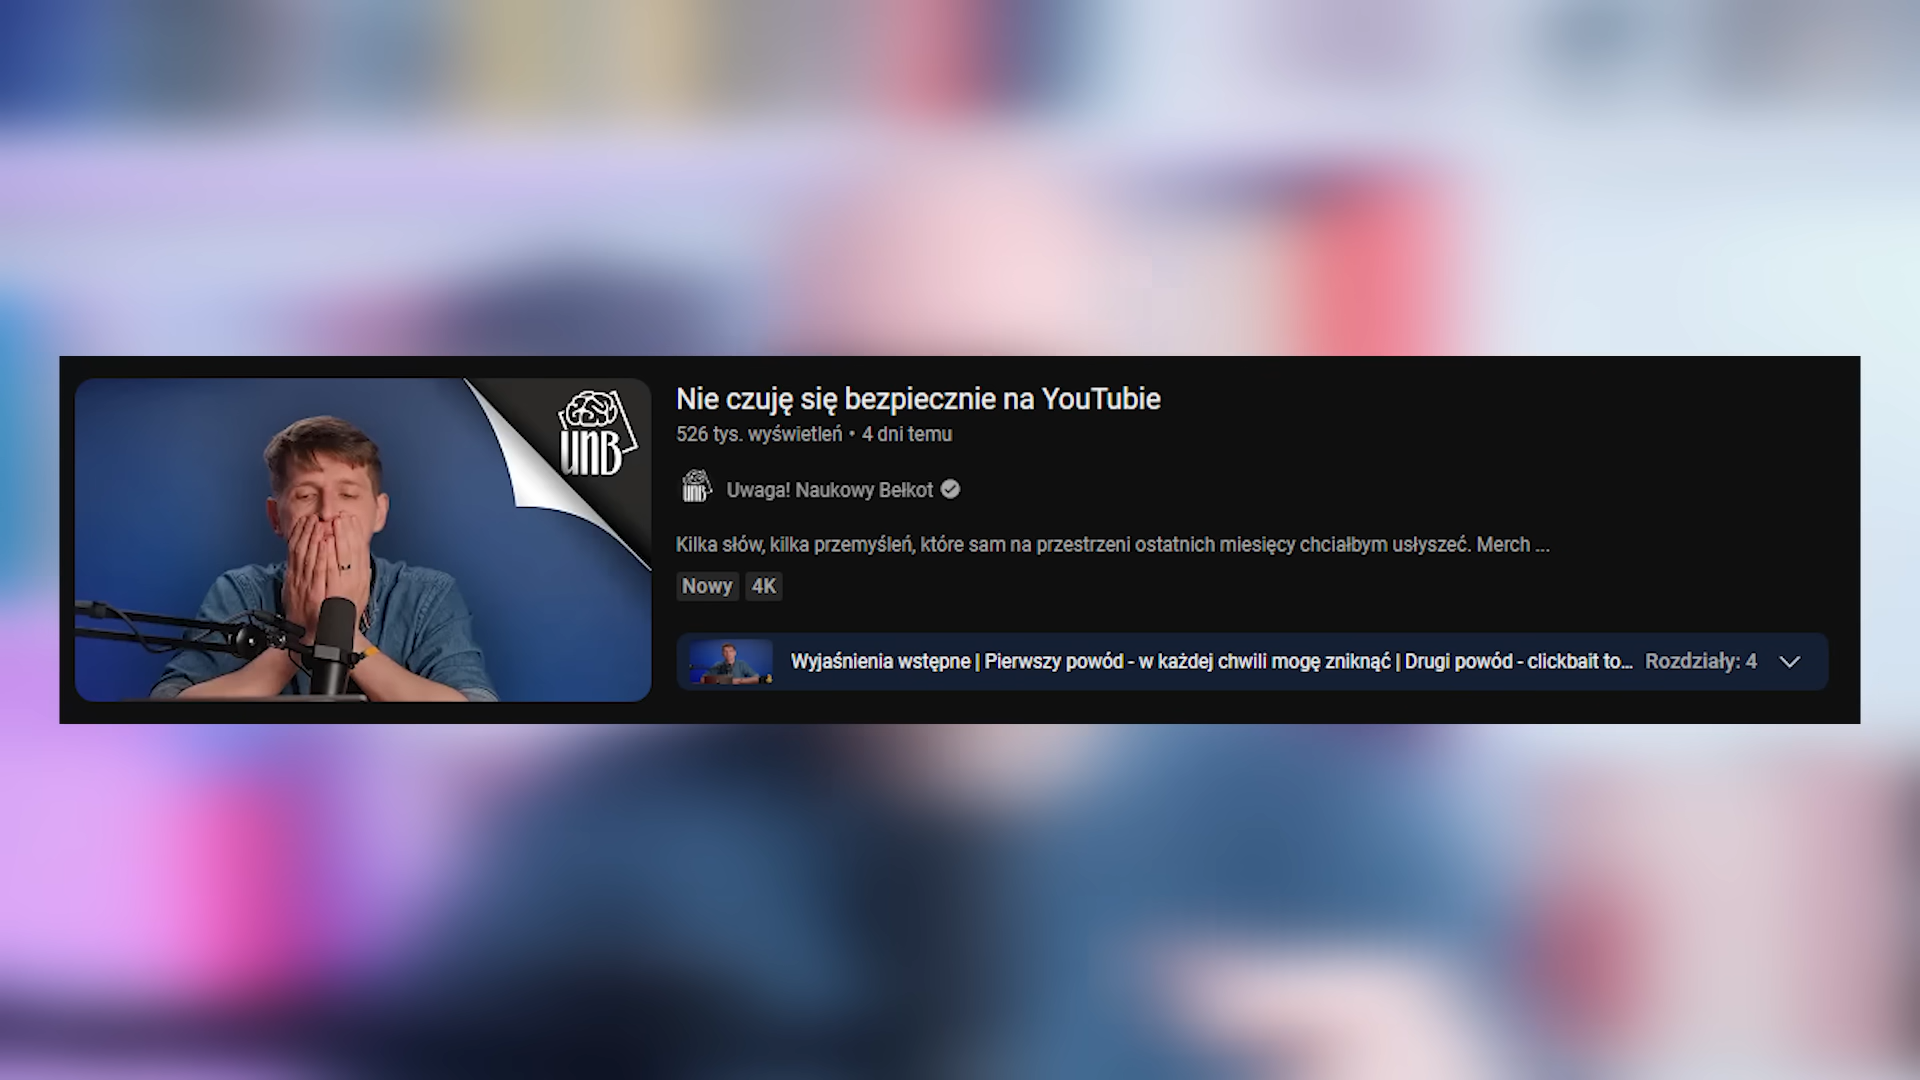 UNB
Nie czuję się bezpiecznie na YouTubie
526 tys. wyświetleń • 4 dni temu
UNB
Uwaga! Naukowy Bełkot
Kilka słów, kilka przemyśleń, które sam na przestrzeni ostatnich miesięcy chciałbym usłyszeć. Merch ...
Nowy 4K
Wyjaśnienia wstępne | Pierwszy powód - w każdej chwili mogę zniknąć | Drugi powód - clickbait to... Rozdziały: 4